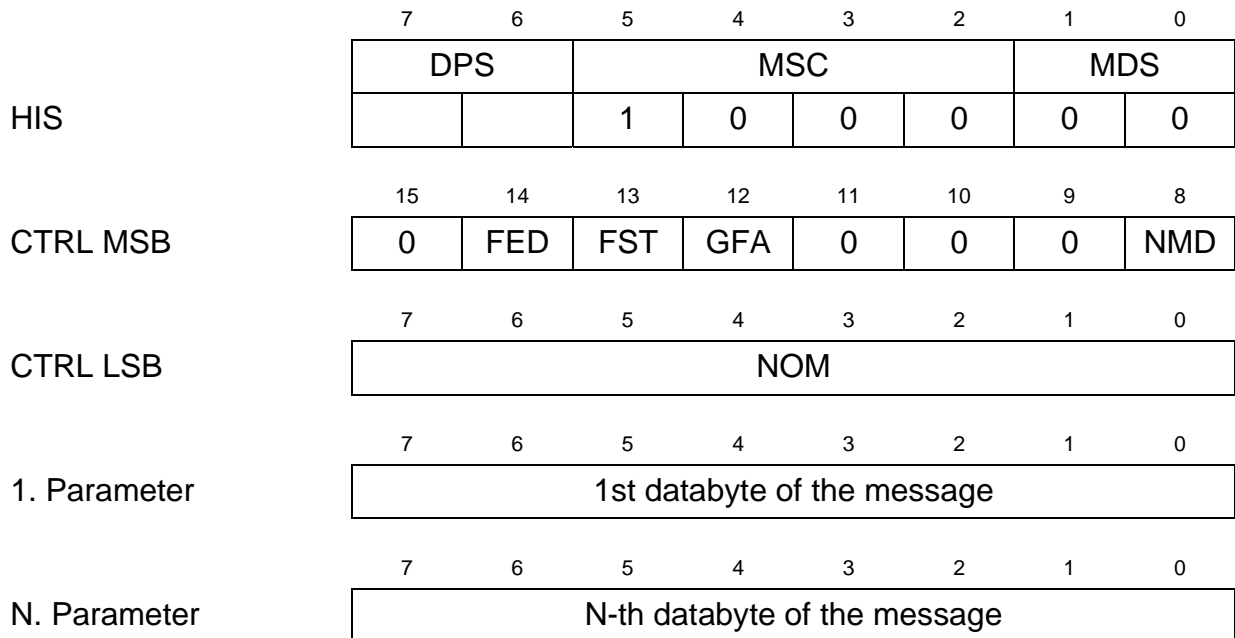 7 6 5 4 3 2 1 0
DPS MSC MDS
HIS 1 0 0 0 0 0
15 14 13 12 11 10 9 8
CTRL MSB 0 FED FST GFA 0 0 0 NMD
7 6 5 4 3 2 1 0
CTRL LSB NOM
7 6 5 4 3 2 1 0
1. Parameter 1st databyte of the message
7 6 5 4 3 2 1 0
N. Parameter N-th databyte of the message